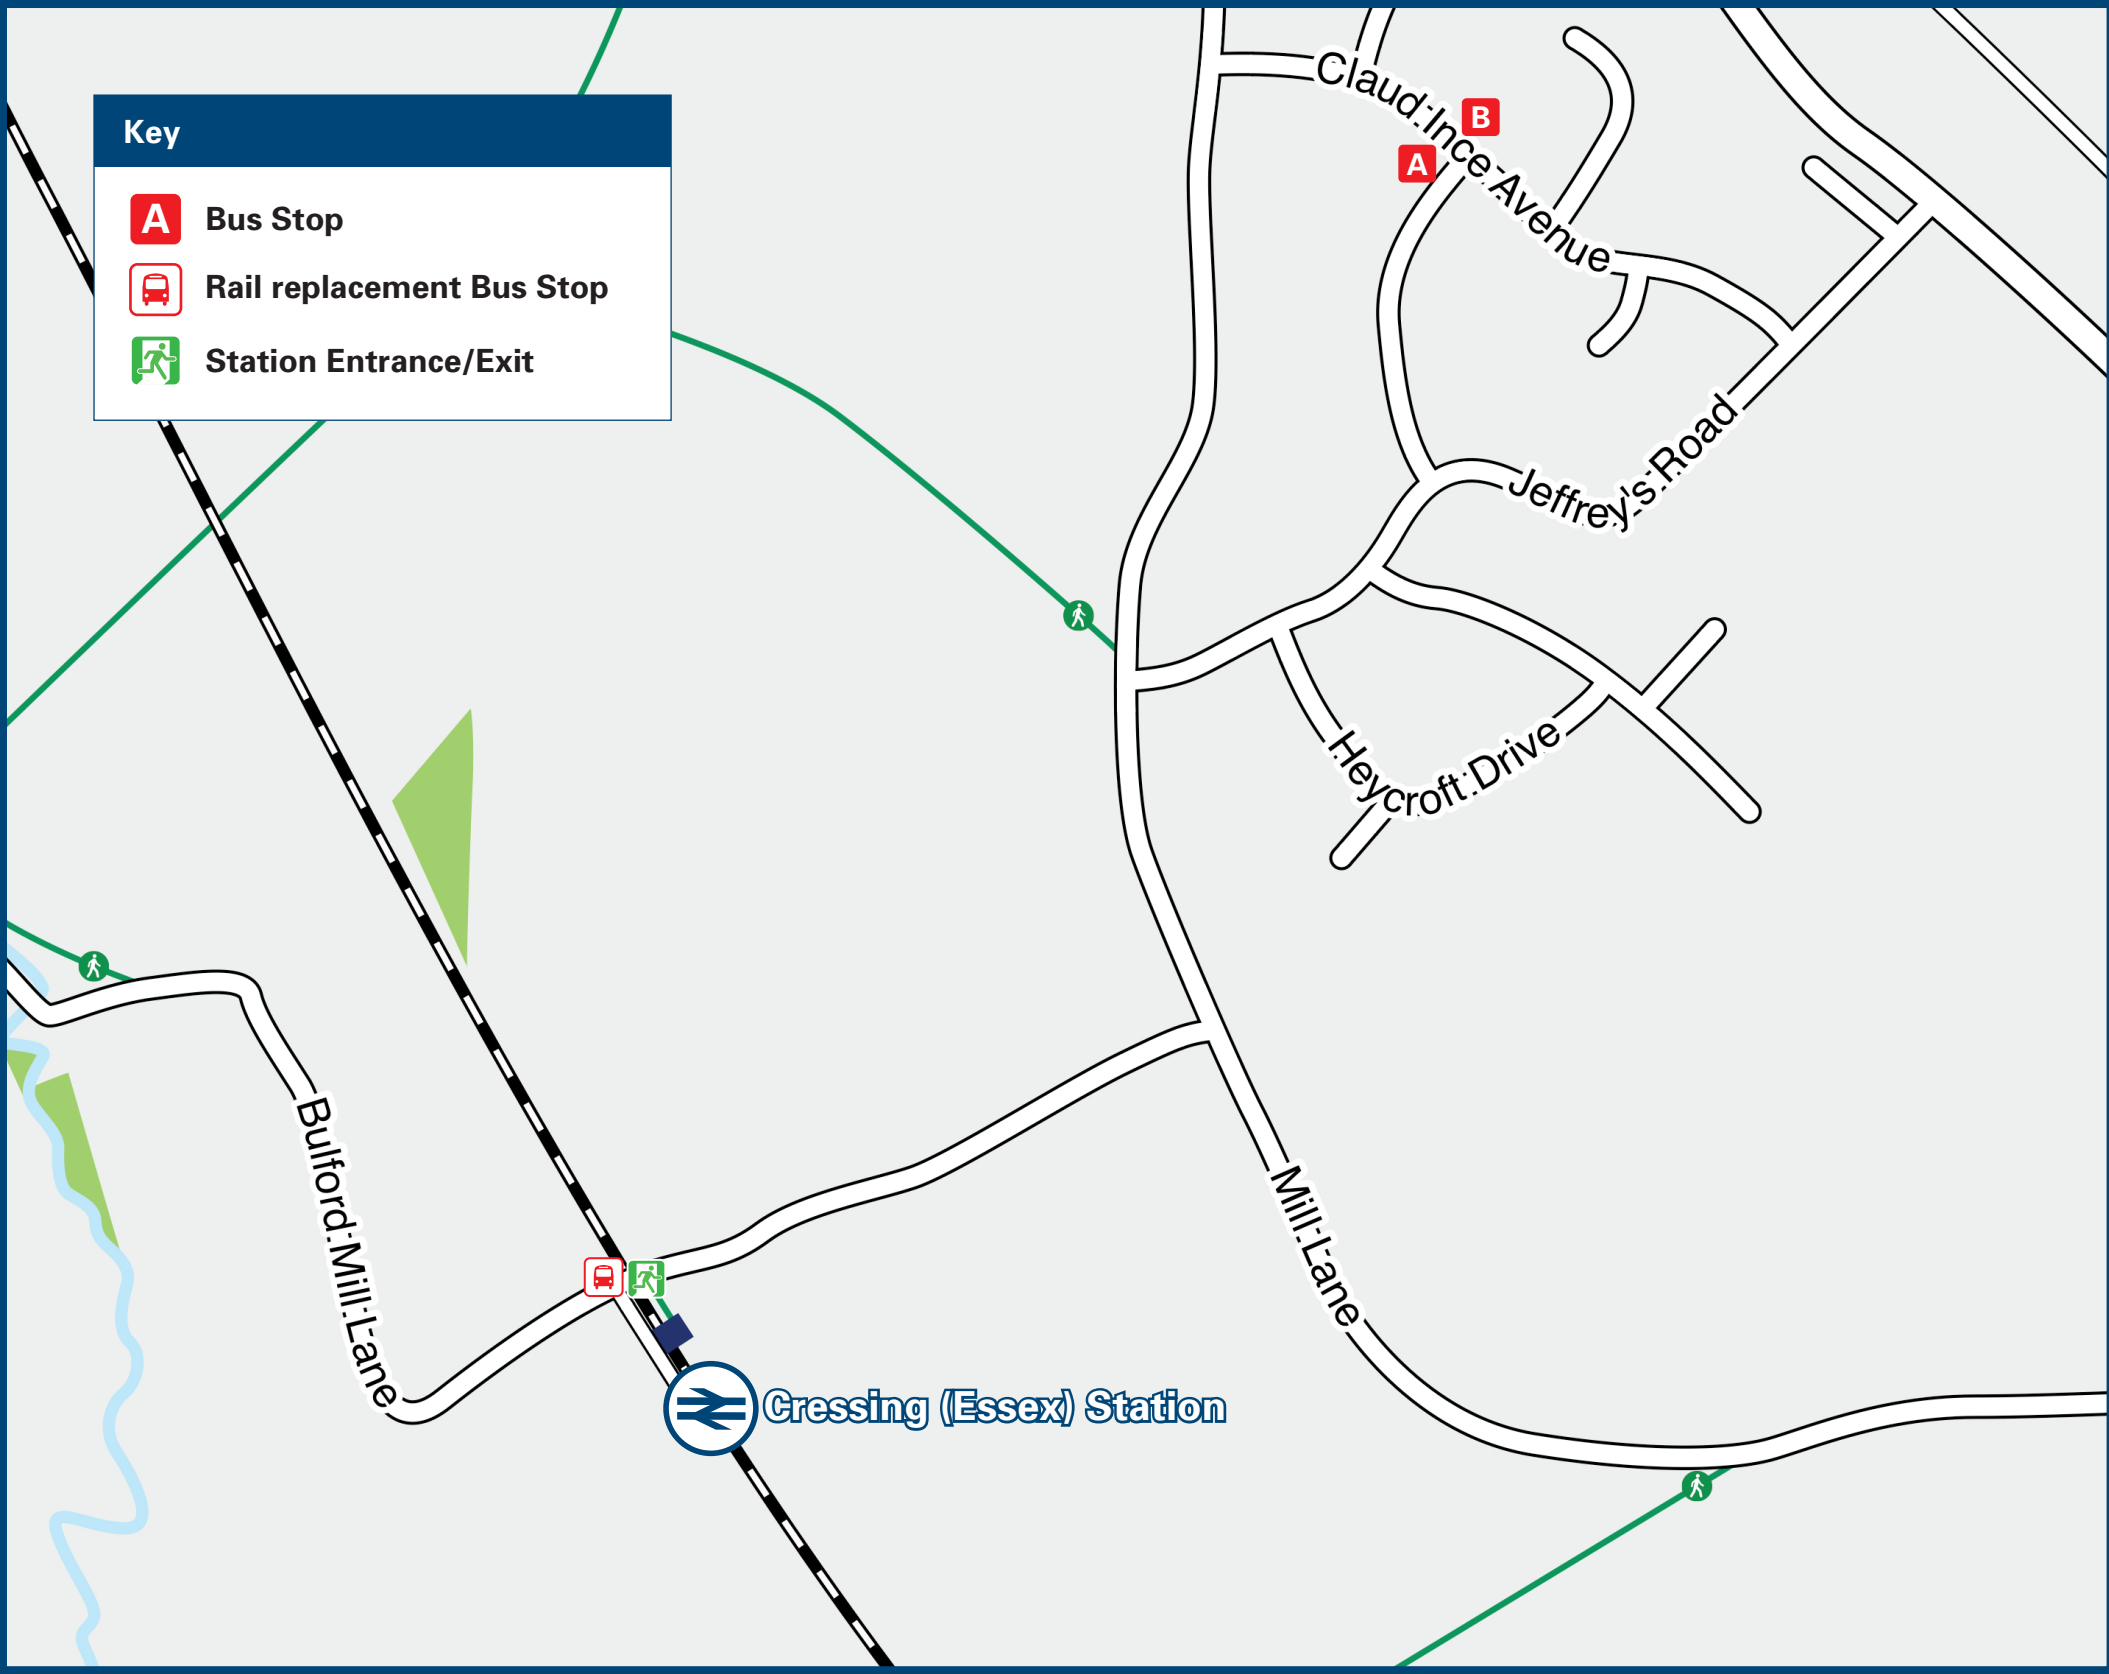 Key
A Bus Stop
Rail replacement Bus Stop
Station Entrance/Exit
Claud Ince Avenue
B
A
Jeffrey's Road
Heycroft Drive
Bulford Mill Lane
Mill Lane
Cressing (Essex) Station